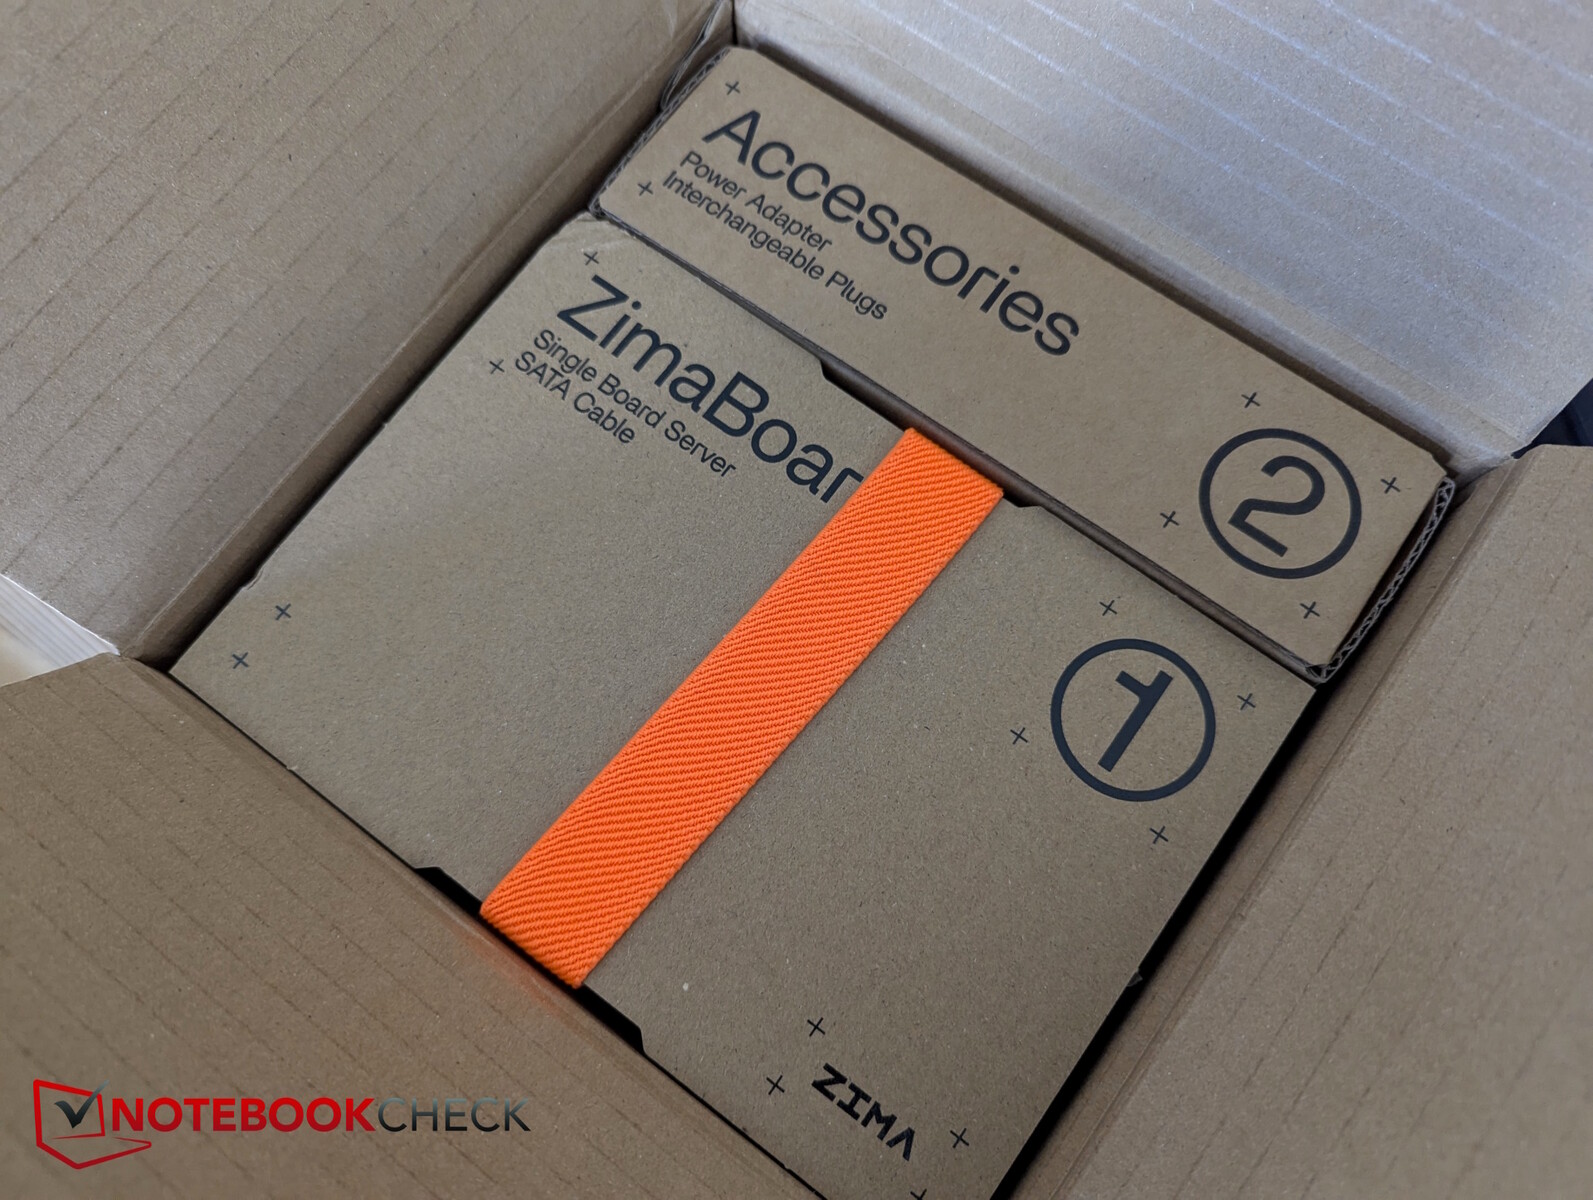 Accessories
Power Adapter
Interchangeable Plugs
2
ZimaBoar
Single Board Server
SATA Cable
1
ZIMA
NOTEBOOKCHECK